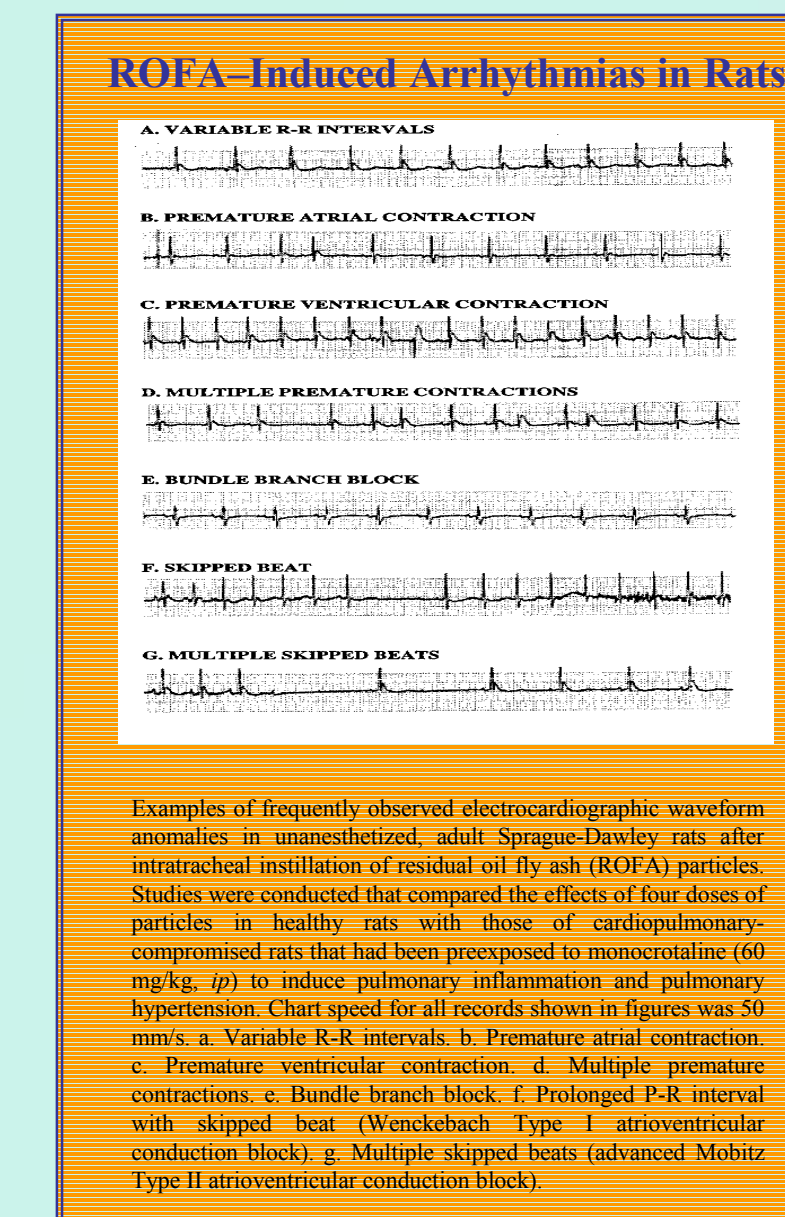 ROFA–Induced Arrhythmias in Rats
A. VARIABLE R-R INTERVALS
B. PREMATURE ATRIAL CONTRACTION
C. PREMATURE VENTRICULAR CONTRACTION
D. MULTIPLE PREMATURE CONTRACTIONS
E. BUNDLE BRANCH BLOCK
F. SKIPPED BEAT
G. MULTIPLE SKIPPED BEATS
Examples of frequently observed electrocardiographic waveform
anomalies in unanesthetized, adult Sprague-Dawley rats after
intratracheal instillation of residual oil fly ash (ROFA) particles.
Studies were conducted that compared the effects of four doses of
particles in healthy rats with those of cardiopulmonary-
compromised rats that had been preexposed to monocrotaline (60
mg/kg, ip) to induce pulmonary inflammation and pulmonary
hypertension. Chart speed for all records shown in figures was 50
mm/s. a. Variable R-R intervals. b. Premature atrial contraction.
c. Premature ventricular contraction. d. Multiple premature
contractions. e. Bundle branch block. f. Prolonged P-R interval
with skipped beat (Wenckebach Type I atrioventricular
conduction block). g. Multiple skipped beats (advanced Mobitz
Type II atrioventricular conduction block).